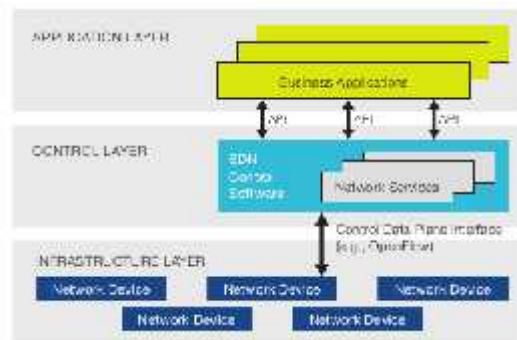 APPLICATION LAYER
Business Applications
API
API
API
CONTROL LAYER
SDN
Control
Software
Network Services
Control Data Plane Interface
(e.g., OpenFlow)
INFRASTRUCTURE LAYER
Network Device
Network Device
Network Device
Network Device
Network Device